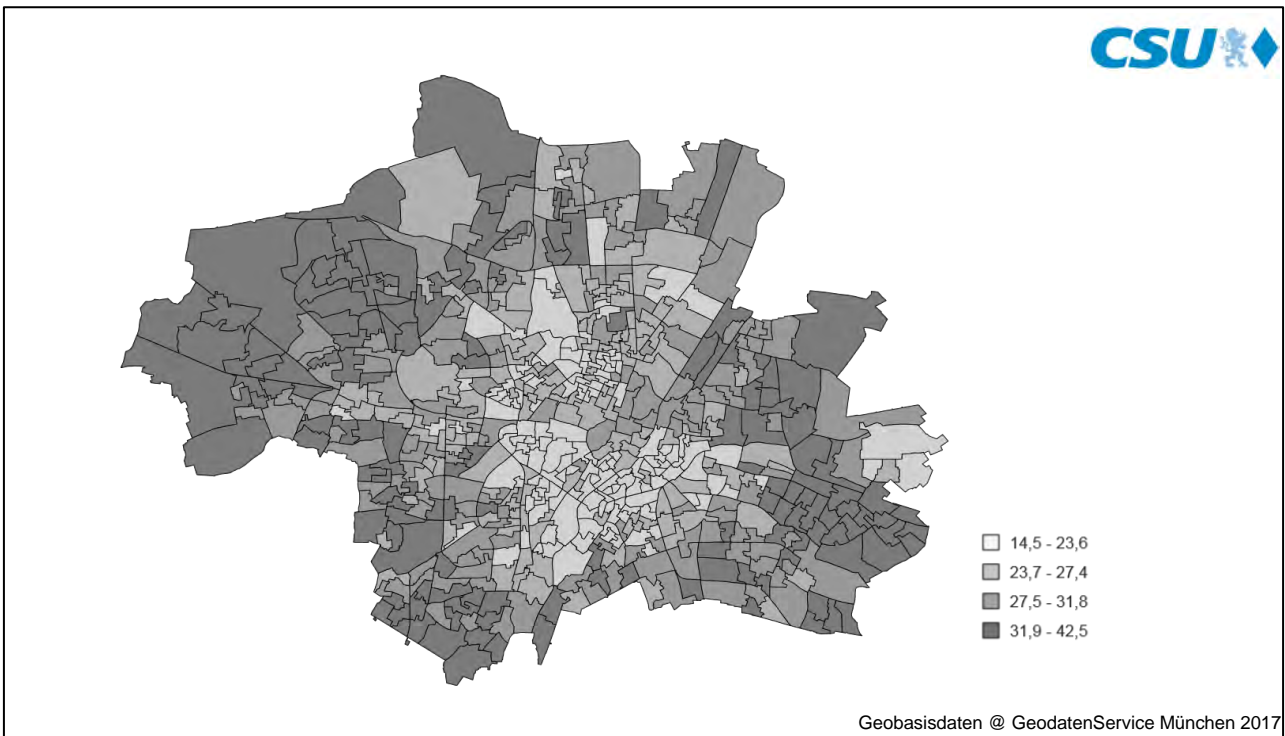 CSU
14,5 - 23,6
23,7 - 27,4
27,5 - 31,8
31,9 - 42,5
Geobasisdaten @ GeodatenService München 2017